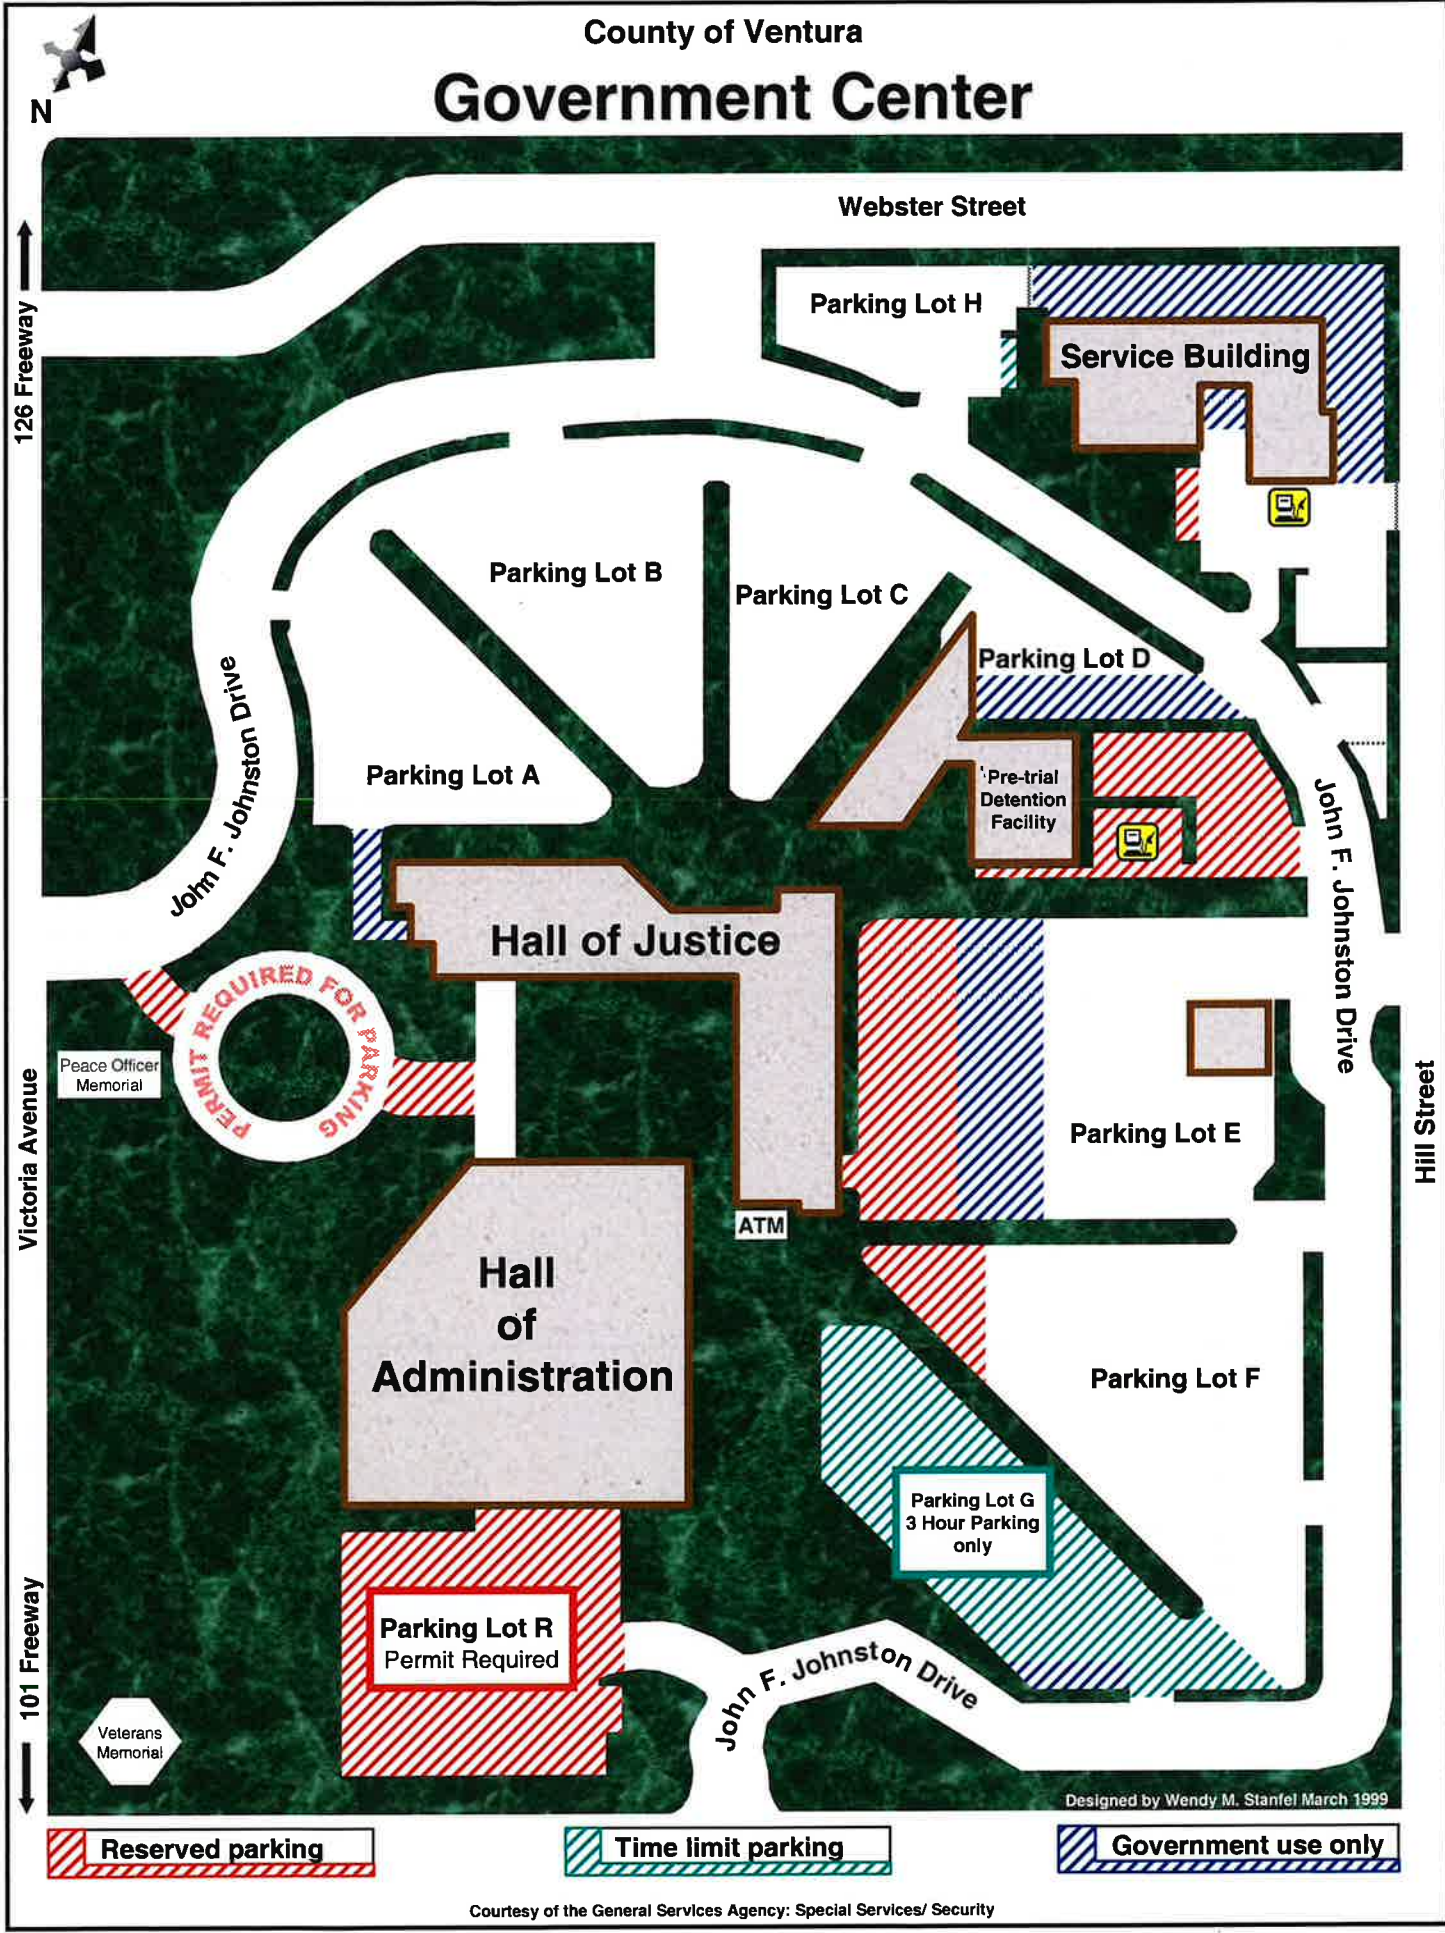 County of Ventura
Government Center
N
Webster Street
126 Freeway
Parking Lot H
Service Building
Parking Lot B
Parking Lot C
Parking Lot D
John F. Johnston Drive
Parking Lot A
Pre-trial
Detention
Facility
John F. Johnston Drive
Hall of Justice
PERMIT REQUIRED FOR PARKING
Peace Officer
Memorial
Victoria Avenue
Parking Lot E
Hill Street
ATM
Hall
of
Administration
Parking Lot F
Parking Lot G
3 Hour Parking
only
101 Freeway
Parking Lot R
Permit Required
John F. Johnston Drive
Veterans
Memorial
Designed by Wendy M. Stanfel March 1999
Reserved parking
Time limit parking
Government use only
Courtesy of the General Services Agency: Special Services/ Security